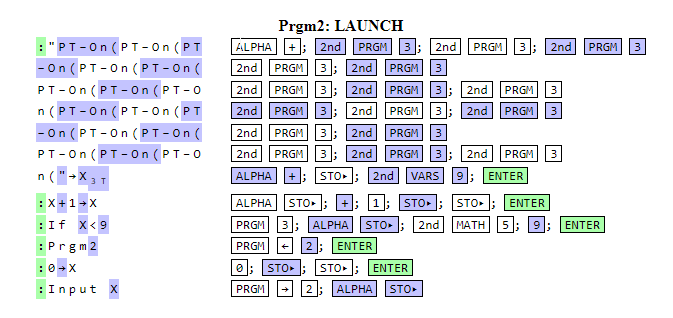 Prgm2: LAUNCH
:"PT-On(PT-On(PT ALPHA +; 2nd PRGM 3; 2nd PRGM 3; 2nd PRGM 3
-On(PT-On(PT-On( 2nd PRGM 3; 2nd PRGM 3
PT-On(PT-On(PT-O 2nd PRGM 3; 2nd PRGM 3; 2nd PRGM 3
n(PT-On(PT-On(PT 2nd PRGM 3; 2nd PRGM 3; 2nd PRGM 3
-On(PT-On(PT-On( 2nd PRGM 3; 2nd PRGM 3
PT-On(PT-On(PT-O 2nd PRGM 3; 2nd PRGM 3; 2nd PRGM 3
n("→X₃ᴛ ALPHA +; STO▸; 2nd VARS 9; ENTER
:X+1→X ALPHA STO▸; +; 1; STO▸; STO▸; ENTER
:If X<9 PRGM 3; ALPHA STO▸; 2nd MATH 5; 9; ENTER
:Prgm2 PRGM ← 2; ENTER
:0→X 0; STO▸; STO▸; ENTER
:Input X PRGM → 2; ALPHA STO▸